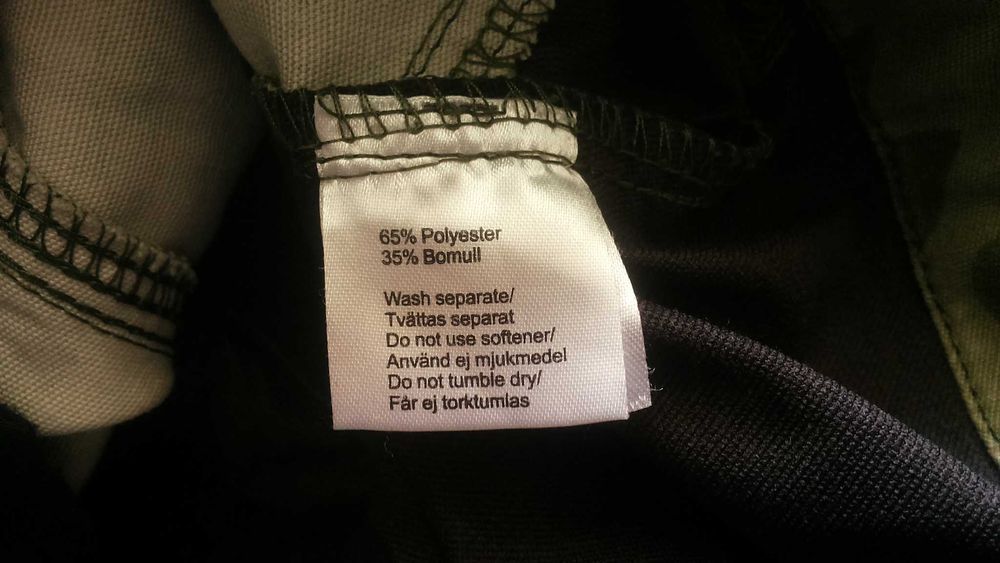 65% Polyester
35% Bomull
Wash separate/
Tvättas separat
Do not use softener/
Använd ej mjukmedel
Do not tumble dry/
Får ej torktumlas